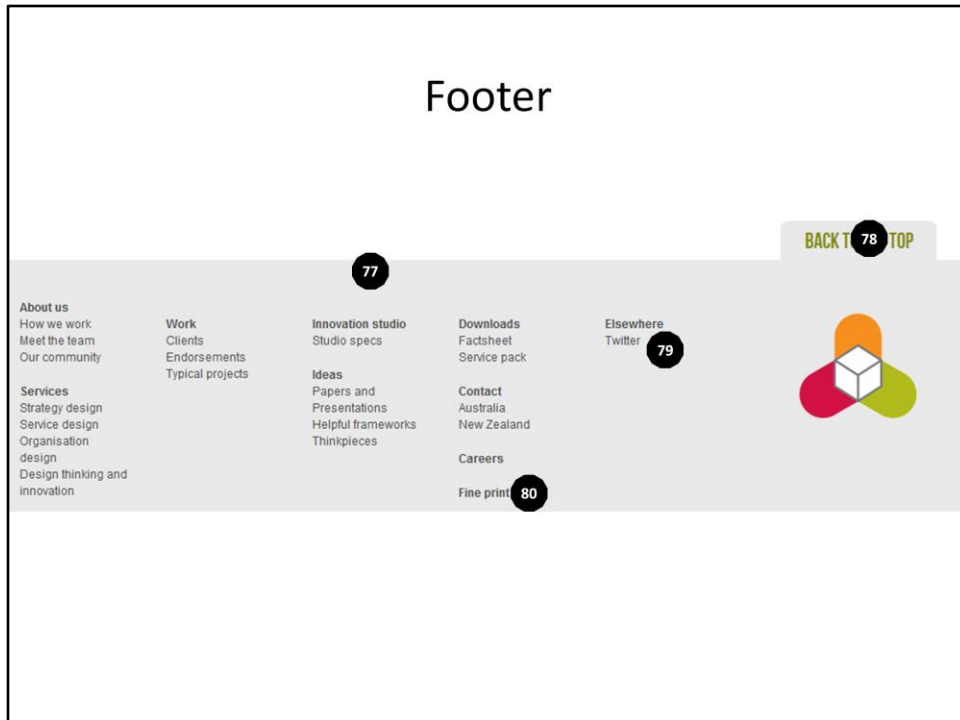 Footer
BACK TO TOP
78
77
About us
How we work
Meet the team
Our community
Services
Strategy design
Service design
Organisation
design
Design thinking and
innovation
Work
Clients
Endorsements
Typical projects
Innovation studio
Studio specs
Ideas
Papers and
Presentations
Helpful frameworks
Thinkpieces
Downloads
Factsheet
Service pack
Contact
Australia
New Zealand
Careers
Fine print
80
Elsewhere
Twitter
79